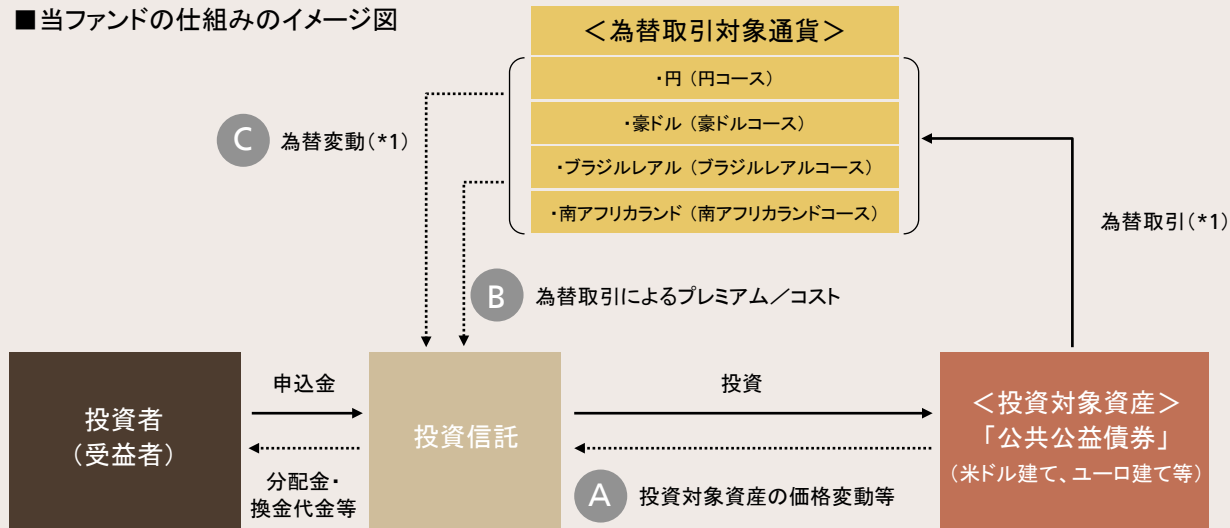 ■当ファンドの仕組みのイメージ図
＜為替取引対象通貨＞
・円（円コース）
・豪ドル（豪ドルコース）
・ブラジルレアル（ブラジルレアルコース）
・南アフリカランド（南アフリカランドコース）
C 為替変動(*1)
為替取引(*1)
B 為替取引によるプレミアム／コスト
投資者
（受益者）
申込金
分配金・
換金代金等
投資信託
投資
A 投資対象資産の価格変動等
＜投資対象資産＞
「公共公益債券」
（米ドル建て、ユーロ建て等）